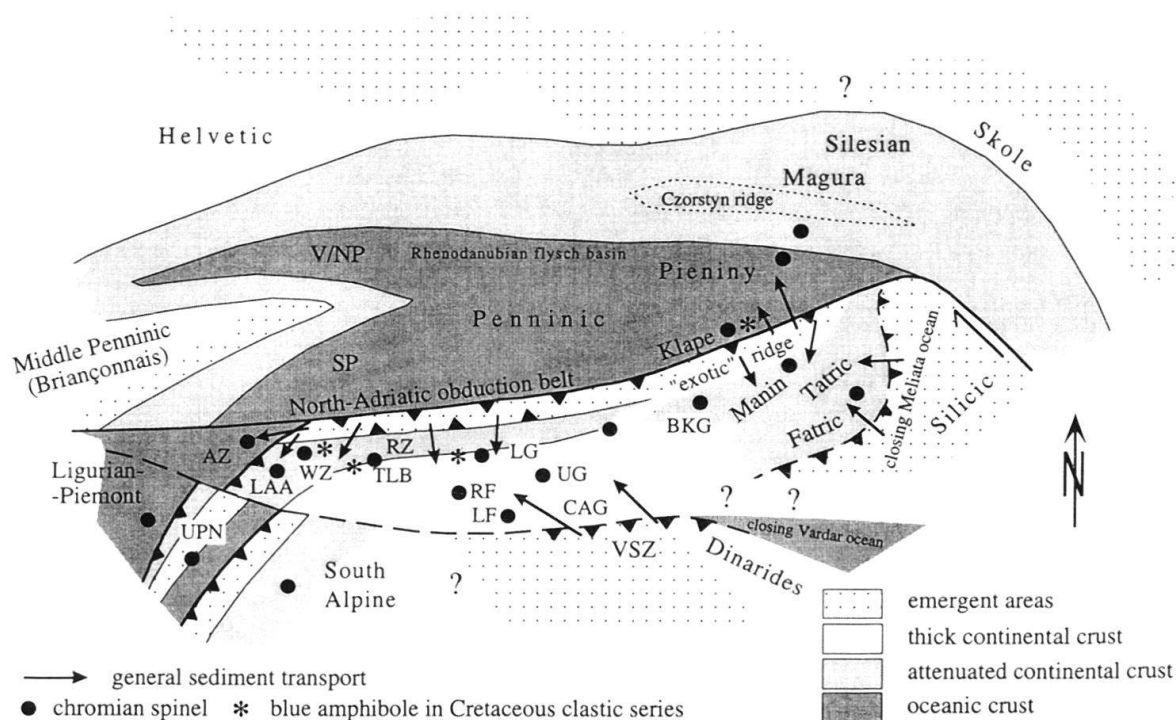 ?
Helvetic
Skole
Silesian
Magura
Czorstyn ridge
V/NP
Rhenodanubian flysch basin
Pieniny
Penninic
Middle Penninic
(Briançonnais)
SP
Klape
ridge
"exotic"
North-Adriatic obduction belt
Manin
Tatric
Fatric
closing Meliata ocean
Silicic
BKG
N
AZ
RZ
LG
WZ
TLB
LAA
UG
Ligurian-
-Piemont
RF
LF
CAG
? ?
UPN
VSZ
closing Vardar ocean
Dinarides
South
Alpine
?
emergent areas
thick continental crust
attenuated continental crust
oceanic crust
general sediment transport
chromian spinel * blue amphibole in Cretaceous clastic series